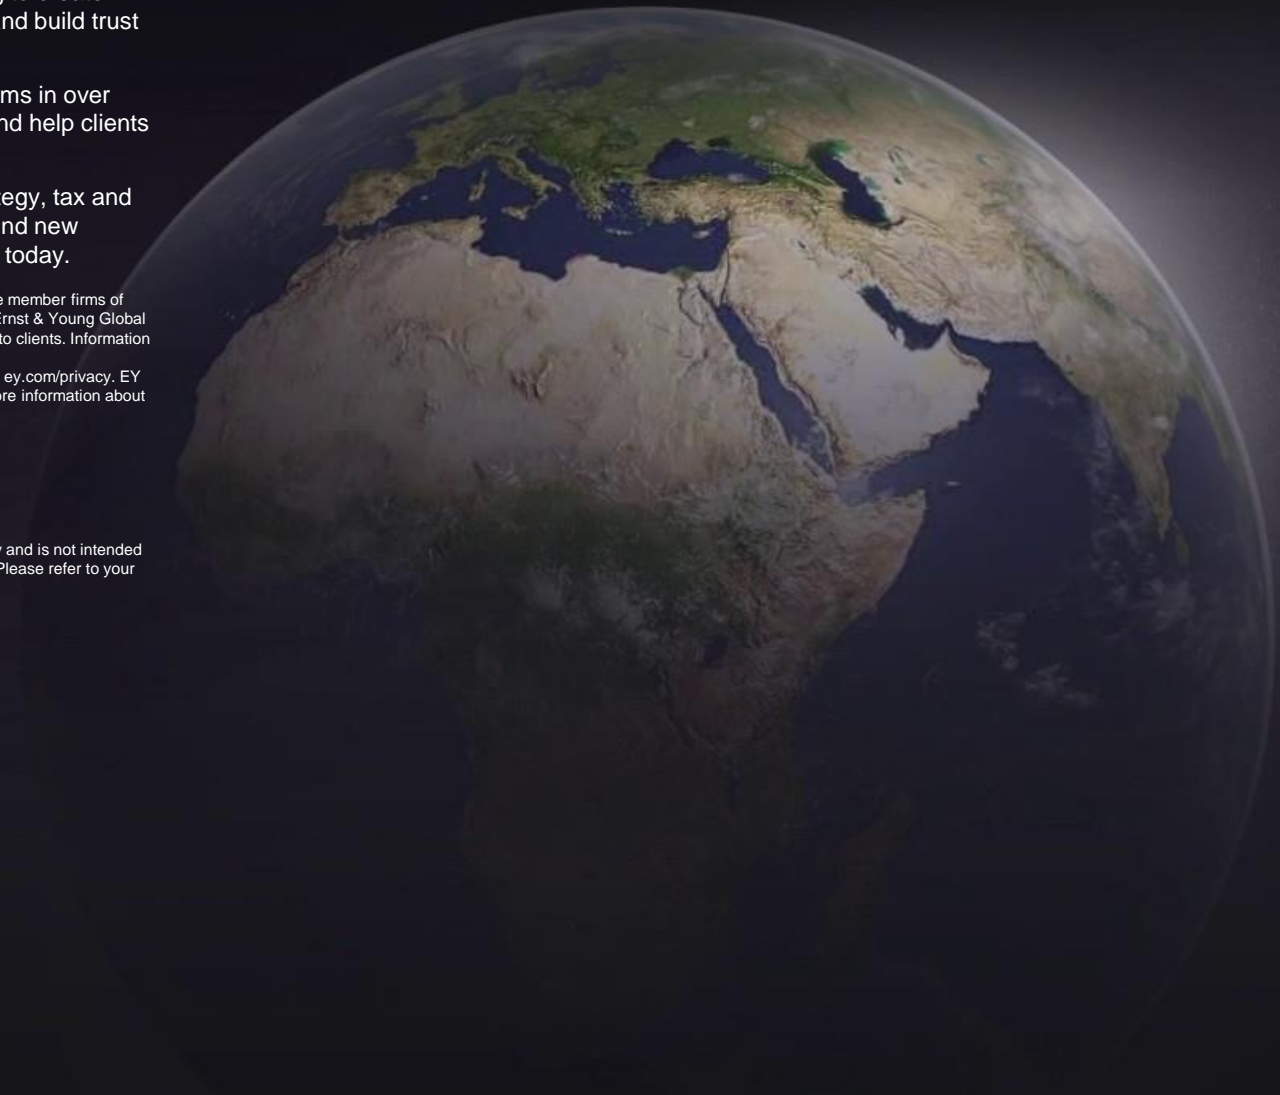 nd build trust
ms in over
nd help clients
egy, tax and
nd new
today.
e member firms of
Ernst & Young Global
to clients. Information
ey.com/privacy. EY
ore information about
y and is not intended
Please refer to your